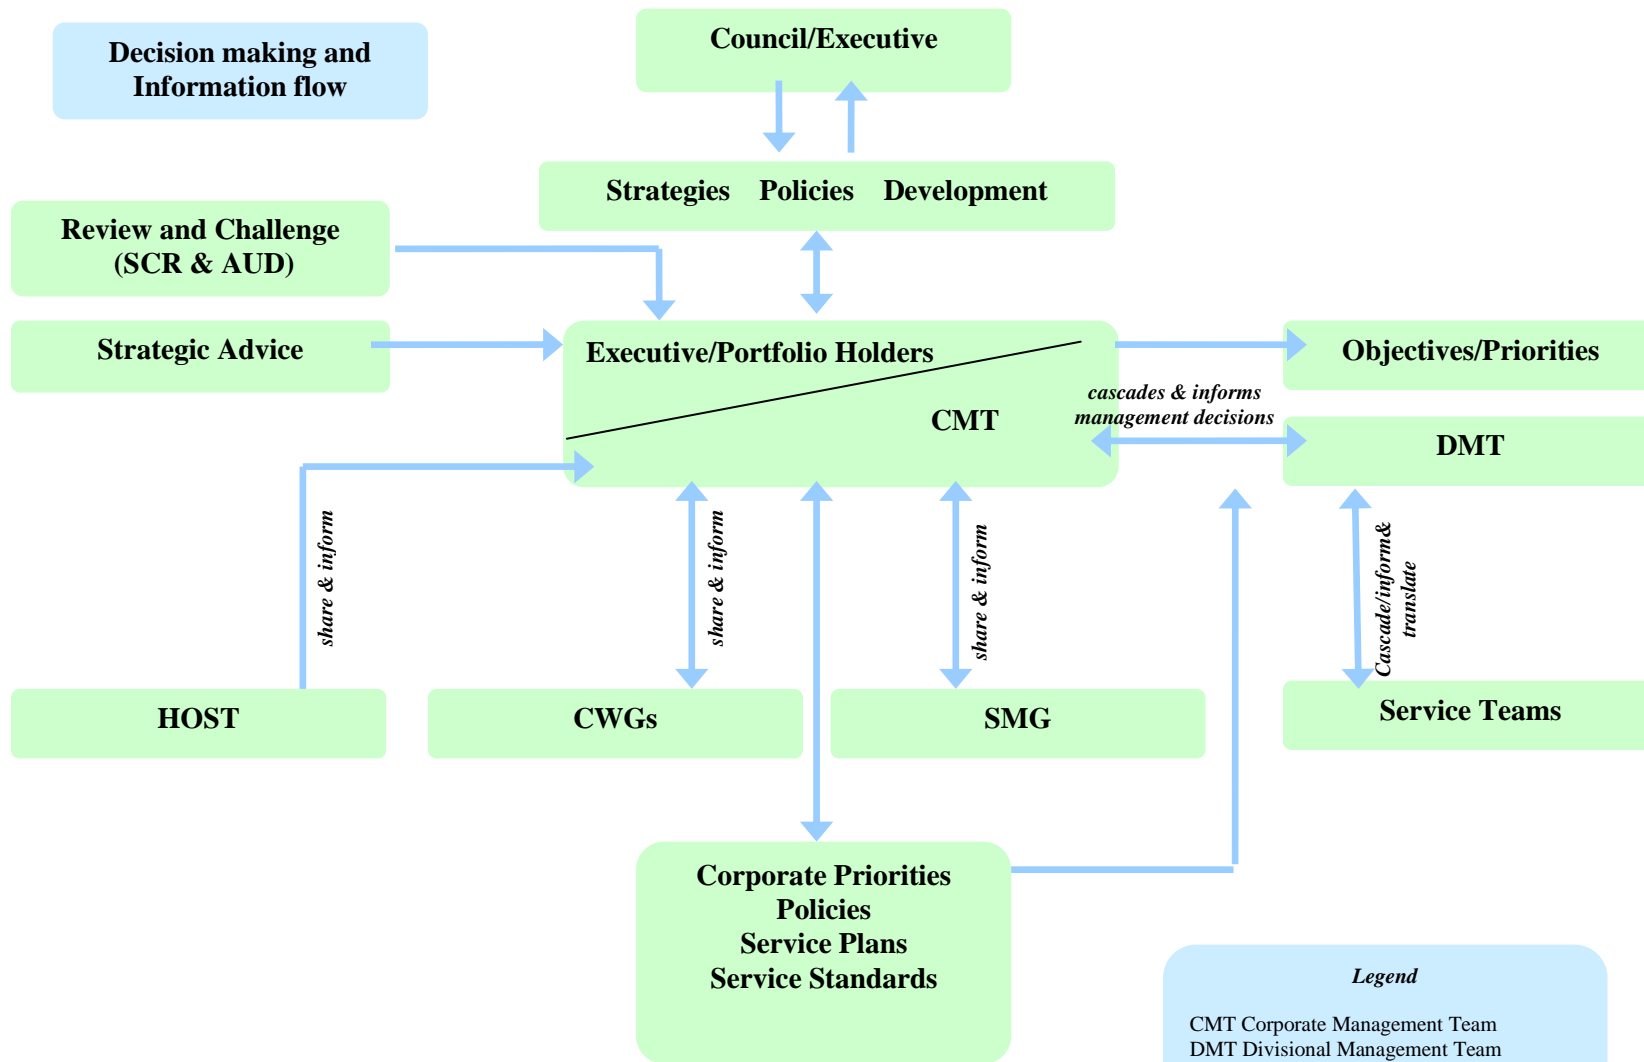 Decision making and
Information flow
Council/Executive
Strategies Policies Development
Review and Challenge
(SCR & AUD)
Strategic Advice
Executive/Portfolio Holders
CMT
Objectives/Priorities
cascades & informs
management decisions
DMT
share & inform
share & inform
share & inform
Cascade/inform&
translate
HOST
CWGs
SMG
Service Teams
Corporate Priorities
Policies
Service Plans
Service Standards
Legend
CMT Corporate Management Team
DMT Divisional Management Team